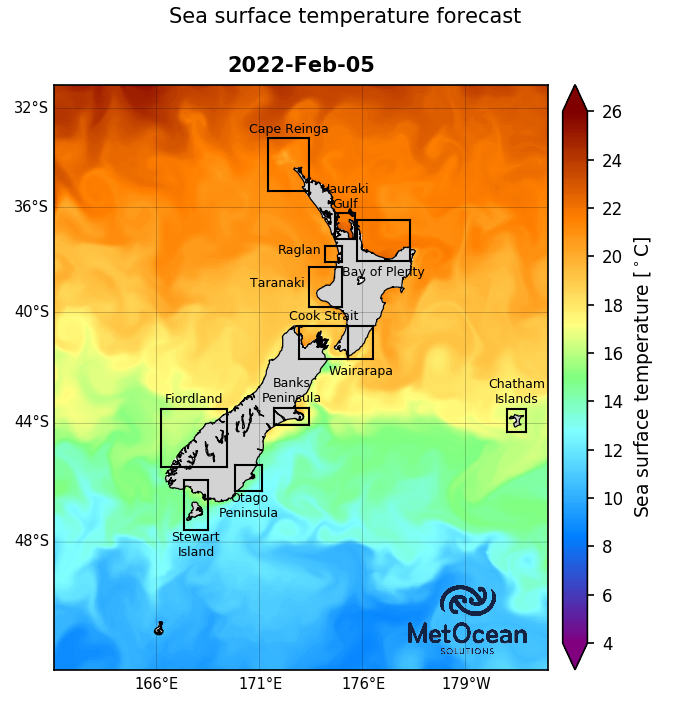 Sea surface temperature forecast
2022-Feb-05
32°S
36°S
40°S
44°S
48°S
166°E
171°E
176°E
179°W
Cape Reinga
Hauraki
Gulf
Raglan
Bay of Plenty
Taranaki
Cook Strait
Wairarapa
Banks
Peninsula
Fiordland
Chatham
Islands
Otago
Peninsula
Stewart
Island
MetOcean
SOLUTIONS
26
24
22
20
18
16
14
12
10
8
6
4
Sea surface temperature [°C]